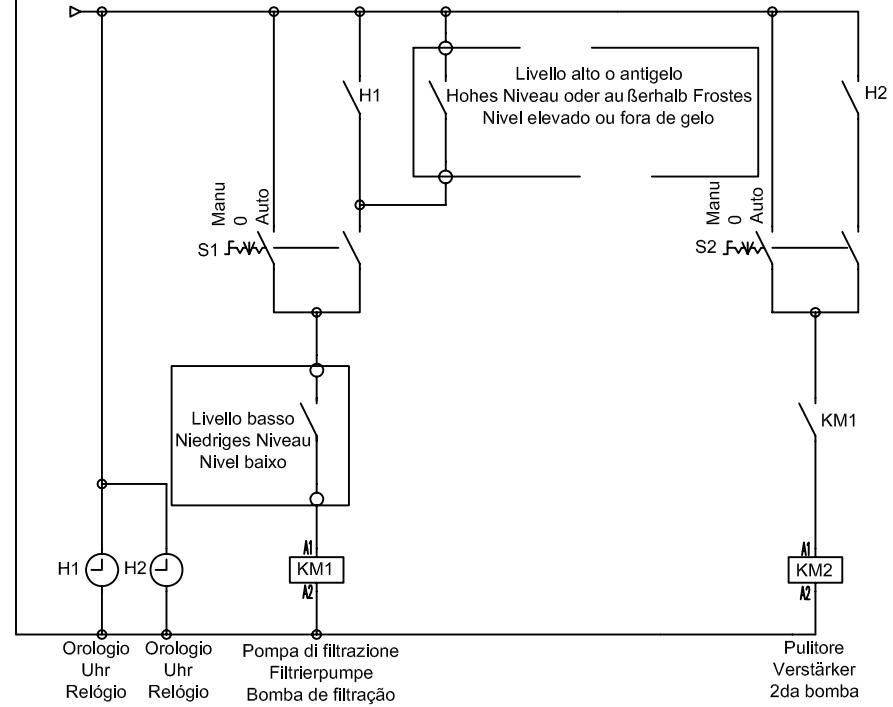 Livello alto o antigelo
Hohes Niveau oder außerhalb Frostes
Nivel elevado ou fora de gelo
H1
H2
Manu
0
Auto
S1
Manu
0
Auto
S2
Livello basso
Niedriges Niveau
Nivel baixo
KM1
H1
H2
A1
KM1
A2
A1
KM2
A2
Orologio
Uhr
Relógio
Orologio
Uhr
Relógio
Pompa di filtrazione
Filtrierpumpe
Bomba de filtração
Pulitore
Verstärker
2da bomba